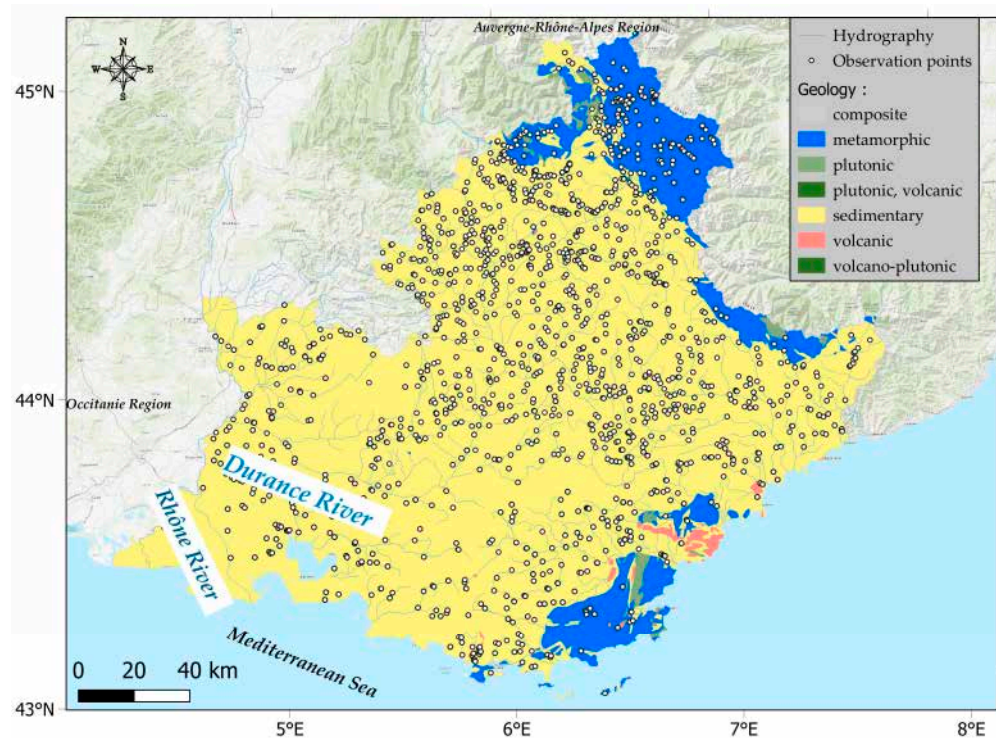 Auvergne-Rhône-Alpes Region
N
W E
S
Hydrography
Observation points
Geology :
composite
metamorphic
plutonic
plutonic, volcanic
sedimentary
volcanic
volcano-plutonic
45°N
44°N
43°N
Occitanie Region
Durance River
Rhône River
Mediterranean Sea
0 20 40 km
5°E 6°E 7°E 8°E